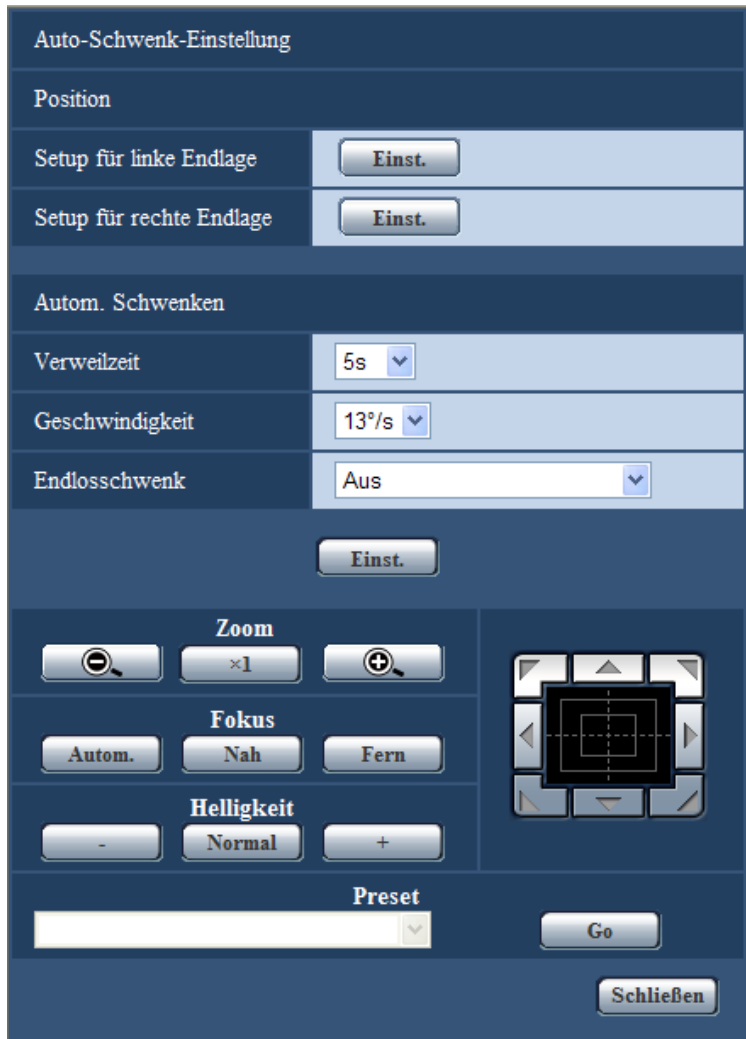 Auto-Schwenk-Einstellung
Position
Setup für linke Endlage Einst.
Setup für rechte Endlage Einst.
Autom. Schwenken
Verweilzeit 5s
Geschwindigkeit 13°/s
Endlosschwenk Aus
Einst.
Zoom
×1
Fokus
Autom. Nah Fern
Helligkeit
- Normal +
Preset
Go
Schließen